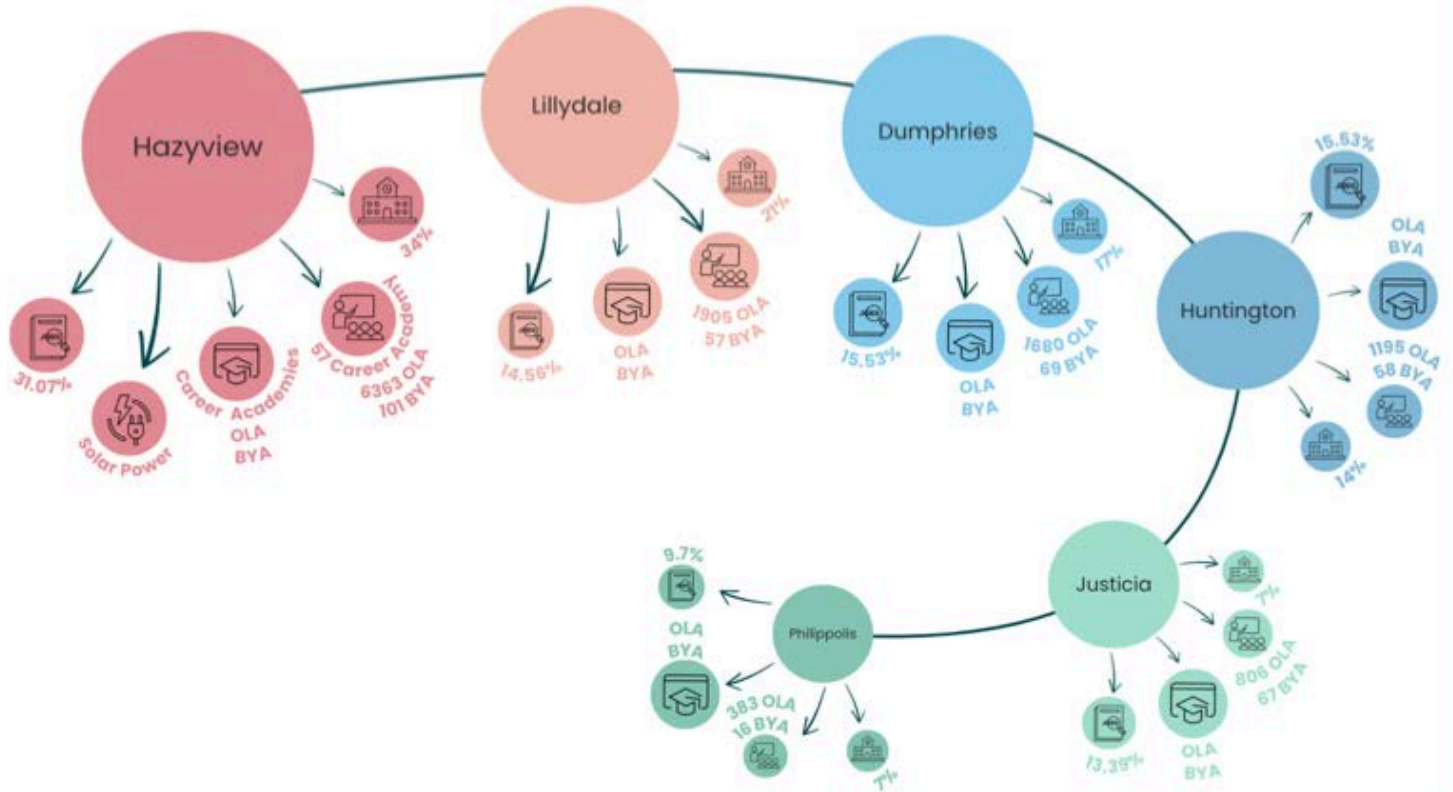 Hazyview
34%
31.07%
Solar Power
Career Academies
OLA
BYA
57 Career Academy
6363 OLA
101 BYA
Lillydale
21%
14.56%
OLA
BYA
1905 OLA
57 BYA
Dumphries
17%
15.53%
OLA
BYA
1680 OLA
69 BYA
Huntington
15.53%
OLA
BYA
1195 OLA
58 BYA
14%
Justicia
7%
806 OLA
67 BYA
OLA
BYA
13.39%
Philippolis
9.7%
OLA
BYA
383 OLA
16 BYA
7%